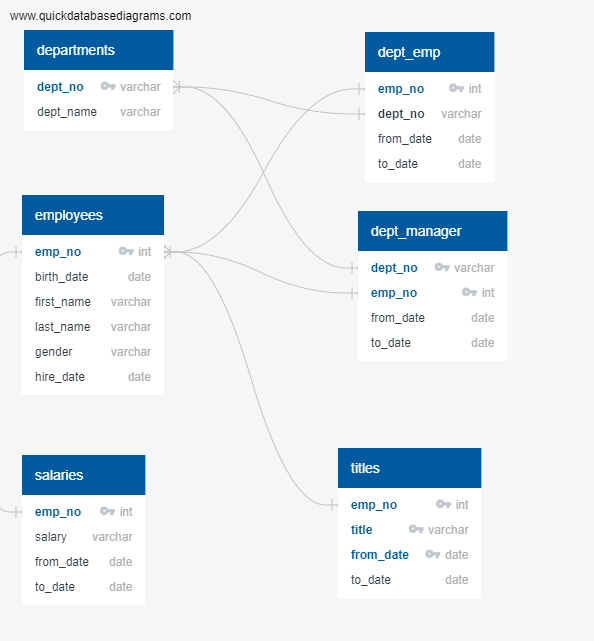 www.quickdatabasediagrams.com
departments
dept_no varchar
dept_name varchar
dept_emp
emp_no int
dept_no varchar
from_date date
to_date date
employees
emp_no int
birth_date date
first_name varchar
last_name varchar
gender varchar
hire_date date
dept_manager
dept_no varchar
emp_no int
from_date date
to_date date
salaries
emp_no int
salary varchar
from_date date
to_date date
titles
emp_no int
title varchar
from_date date
to_date date